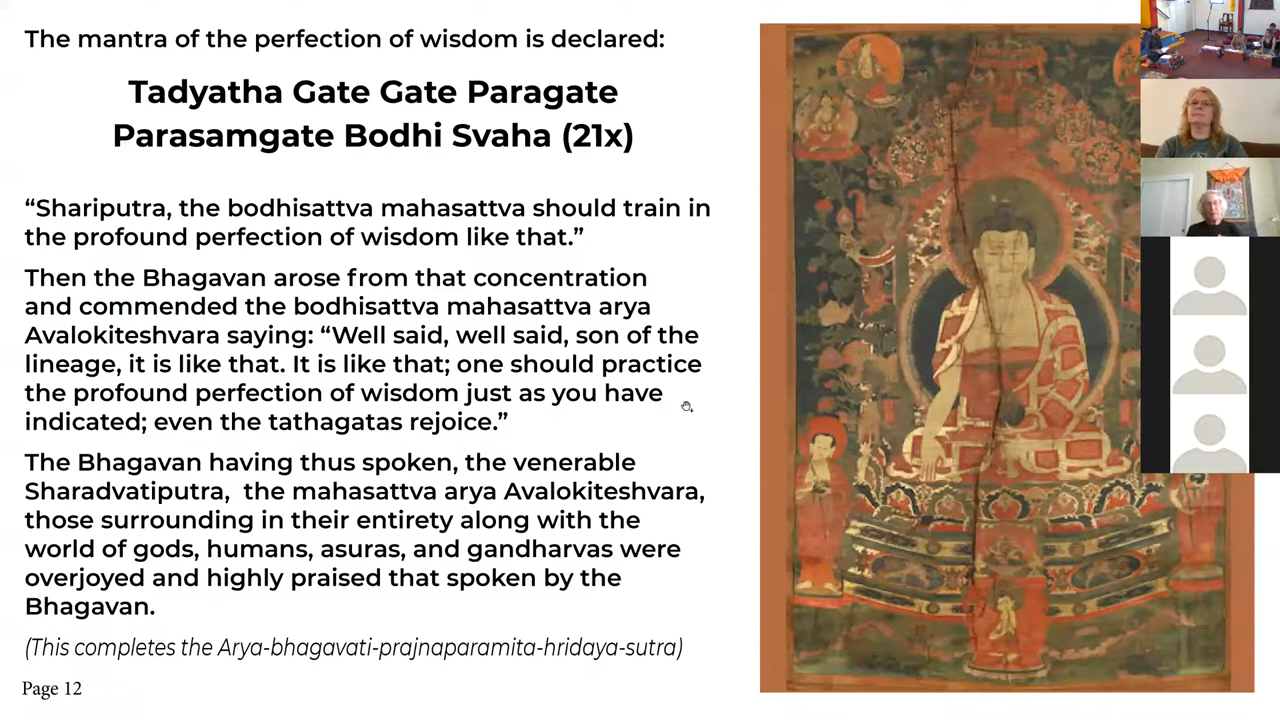 The mantra of the perfection of wisdom is declared:
Tadyatha Gate Gate Paragate
Parasamgate Bodhi Svaha (21x)
“Shariputra, the bodhisattva mahasattva should train in
the profound perfection of wisdom like that.”
Then the Bhagavan arose from that concentration
and commended the bodhisattva mahasattva arya
Avalokiteshvara saying: “Well said, well said, son of the
lineage, it is like that. It is like that; one should practice
the profound perfection of wisdom just as you have
indicated; even the tathagatas rejoice.”
The Bhagavan having thus spoken, the venerable
Sharadvatiputra, the mahasattva arya Avalokiteshvara,
those surrounding in their entirety along with the
world of gods, humans, asuras, and gandharvas were
overjoyed and highly praised that spoken by the
Bhagavan.
(This completes the Arya-bhagavati-prajnaparamita-hridaya-sutra)
Page 12